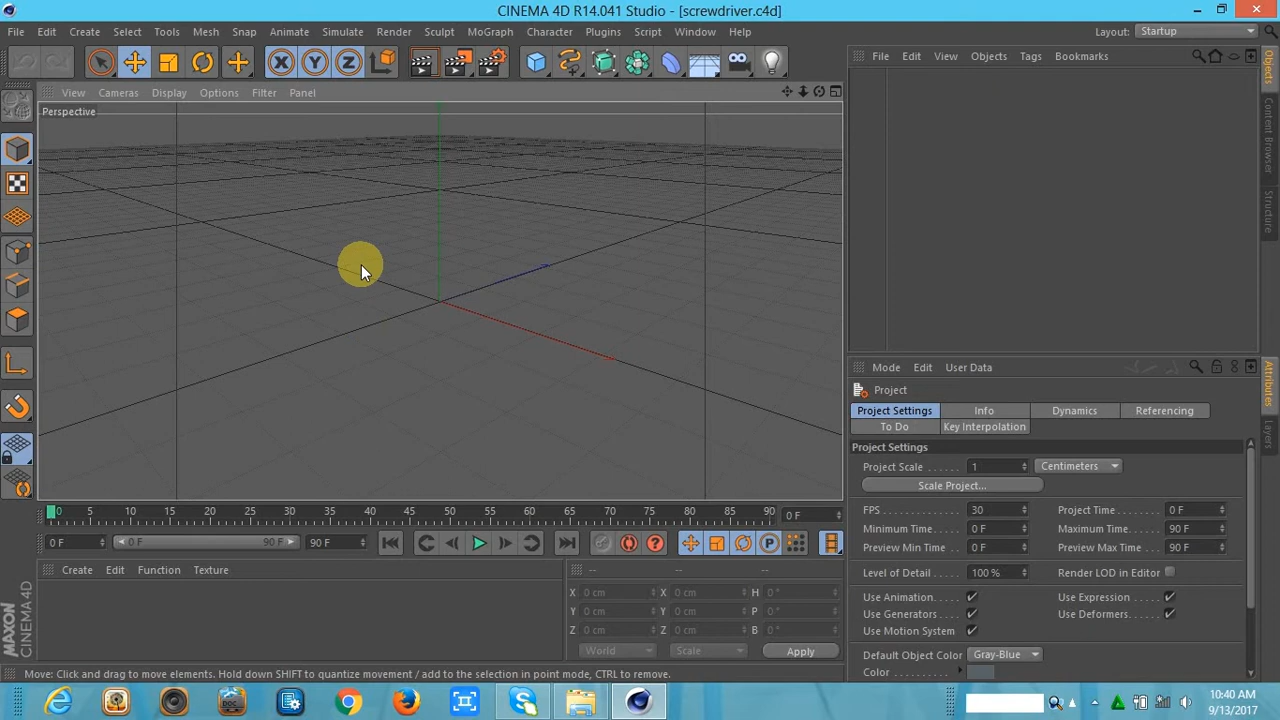 CINEMA 4D R14.041 Studio - [screwdriver.c4d]
File Edit Create Select Tools Mesh Snap Animate Simulate Render Sculpt MoGraph Character Plugins Script Window Help Layout: Startup
File Edit View Objects Tags Bookmarks
View Cameras Display Options Filter Panel
Perspective
Objects
Content Browser
Structure
Mode Edit User Data
Attributes
Layers
Project
Project Settings Info Dynamics Referencing
To Do Key Interpolation
Project Settings
Project Scale . . . . . . 1 Centimeters
Scale Project...
FPS . . . . . . . . . 30 Project Time . . . . 0 F
Minimum Time . . . 0 F Maximum Time. . . 90 F
Preview Min Time . 0 F Preview Max Time . 90 F
Level of Detail . . . . 100 % Render LOD in Editor
Use Animation. . . . . Use Expression . . . .
Use Generators . . . . Use Deformers. . . . .
Use Motion System
Default Object Color Gray-Blue
Color . . . . . . . . .
0 5 10 15 20 25 30 35 40 45 50 55 60 65 70 75 80 85 90 0 F
0 F 0 F 90 F 90 F
Create Edit Function Texture
-- -- --
X 0 cm X 0 cm H 0 °
Y 0 cm Y 0 cm P 0 °
Z 0 cm Z 0 cm B 0 °
World Scale Apply
MAXON
CINEMA 4D
Move: Click and drag to move elements. Hold down SHIFT to quantize movement / add to the selection in point mode, CTRL to remove.
10:40 AM
9/13/2017